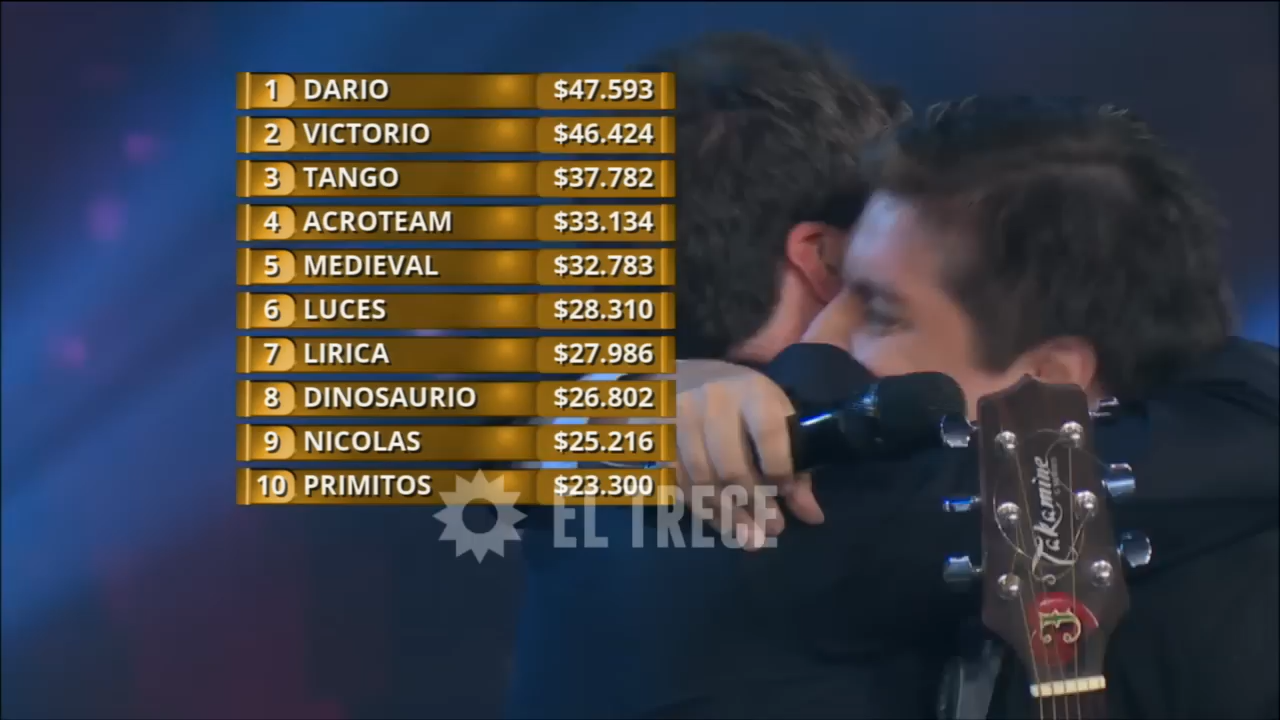 1 DARIO $47.593
2 VICTORIO $46.424
3 TANGO $37.782
4 ACROTEAM $33.134
5 MEDIEVAL $32.783
6 LUCES $28.310
7 LIRICA $27.986
8 DINOSAURIO $26.802
9 NICOLAS $25.216
10 PRIMITOS $23.300
EL TRECE
Takamine